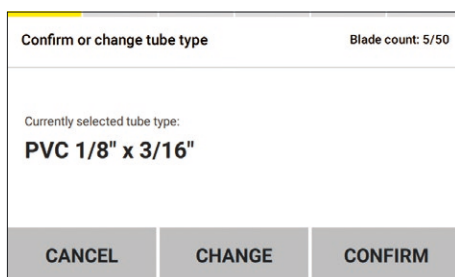 Confirm or change tube type
Blade count: 5/50
Currently selected tube type:
PVC 1/8" x 3/16"
CANCEL
CHANGE
CONFIRM